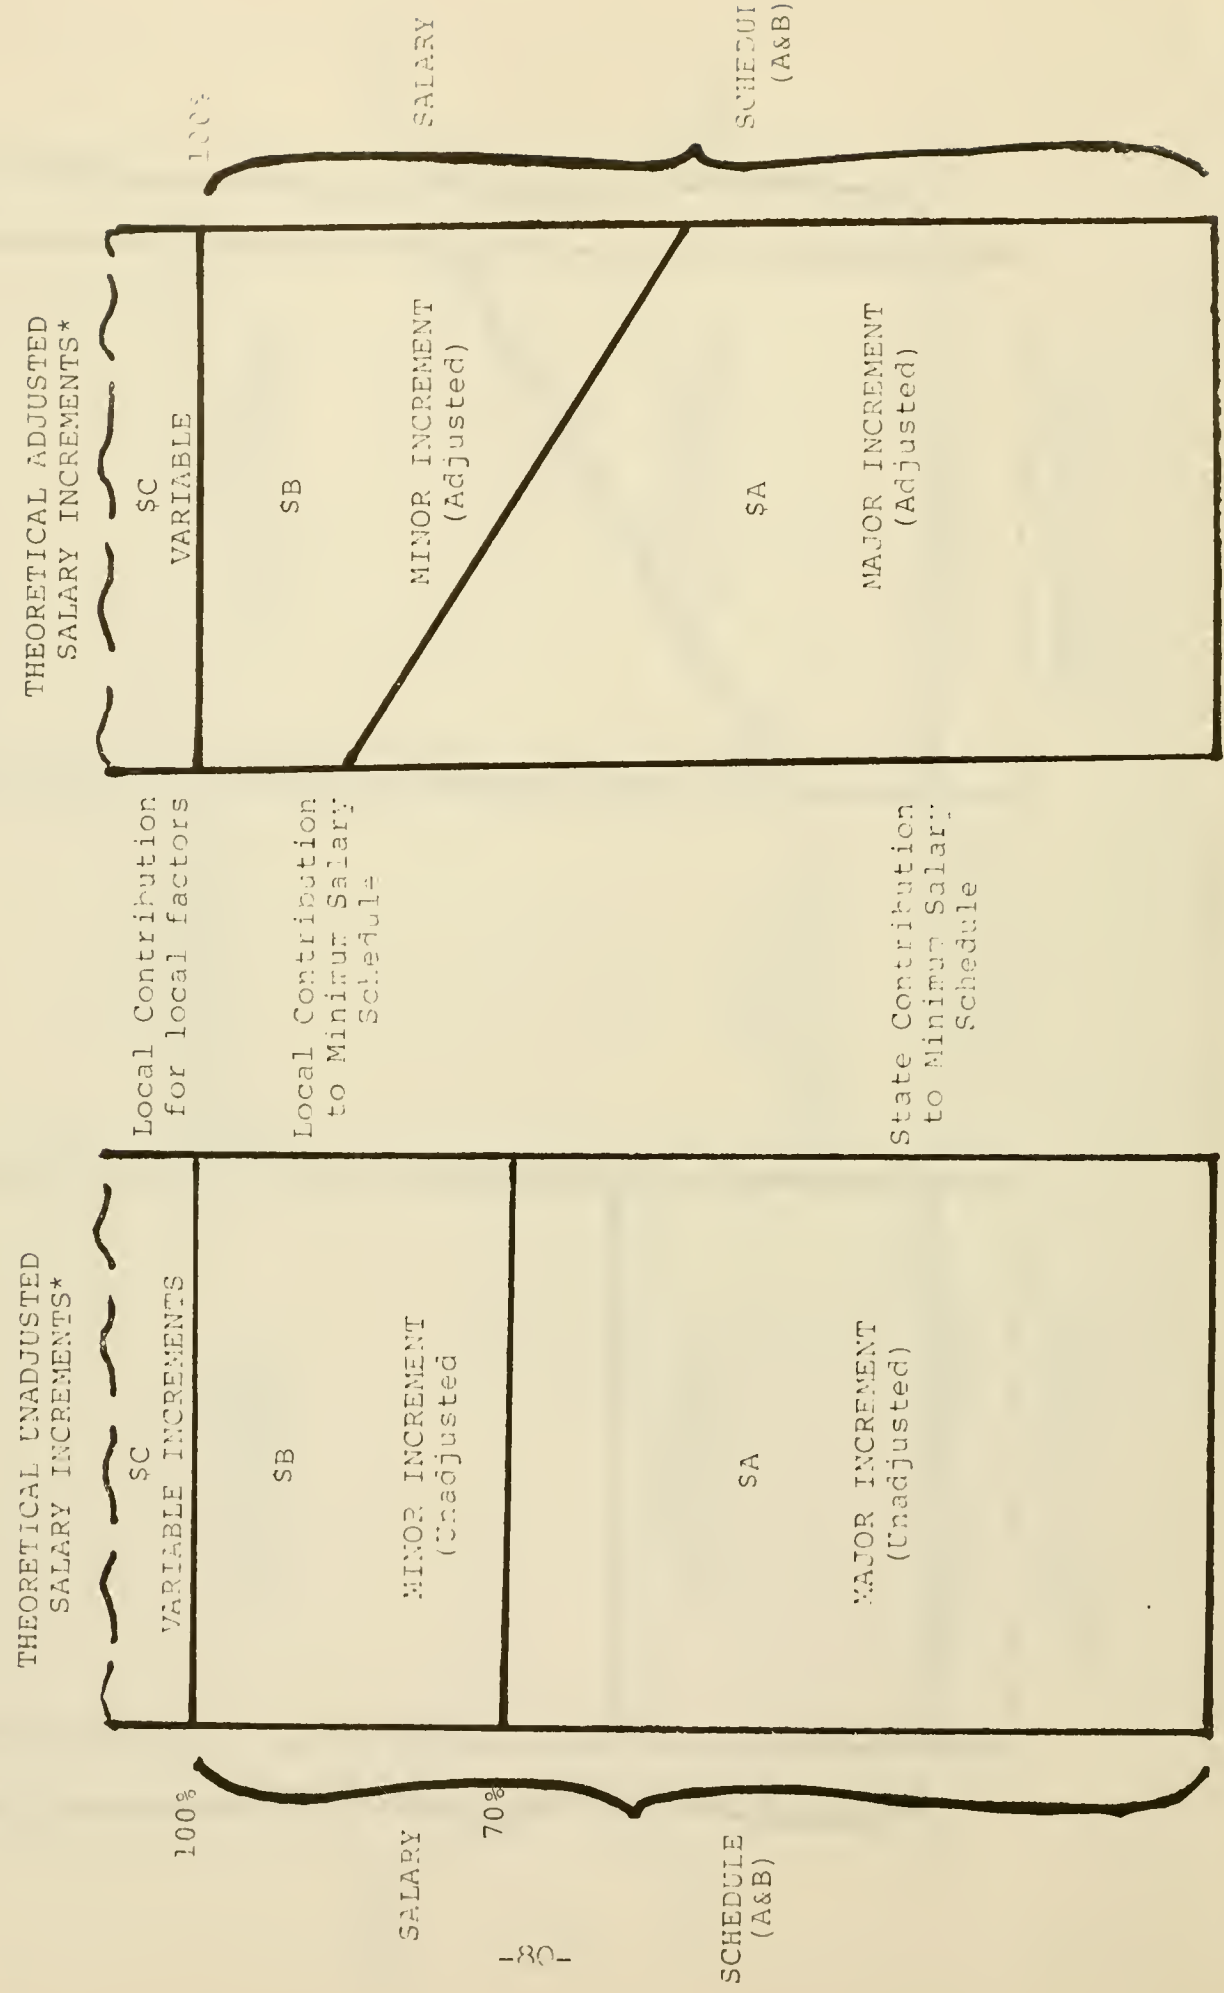 THEORETICAL UNADJUSTED
SALARY INCREMENTS*
$C
VARIABLE INCREMENTS
100%
$B
SALARY
MINOR INCREMENT
(Unadjusted
70%
$A
SCHEDULE
(A&B)
MAJOR INCREMENT
(Unadjusted)
Local Contribution
for local factors
Local Contribution
to Minimum Salary
Schedule
State Contribution
to Minimum Salary
Schedule
THEORETICAL ADJUSTED
SALARY INCREMENTS*
$C
VARIABLE
100%
$B
MINOR INCREMENT
(Adjusted)
SALARY
$A
SCHEDUL
(A&B)
MAJOR INCREMENT
(Adjusted)